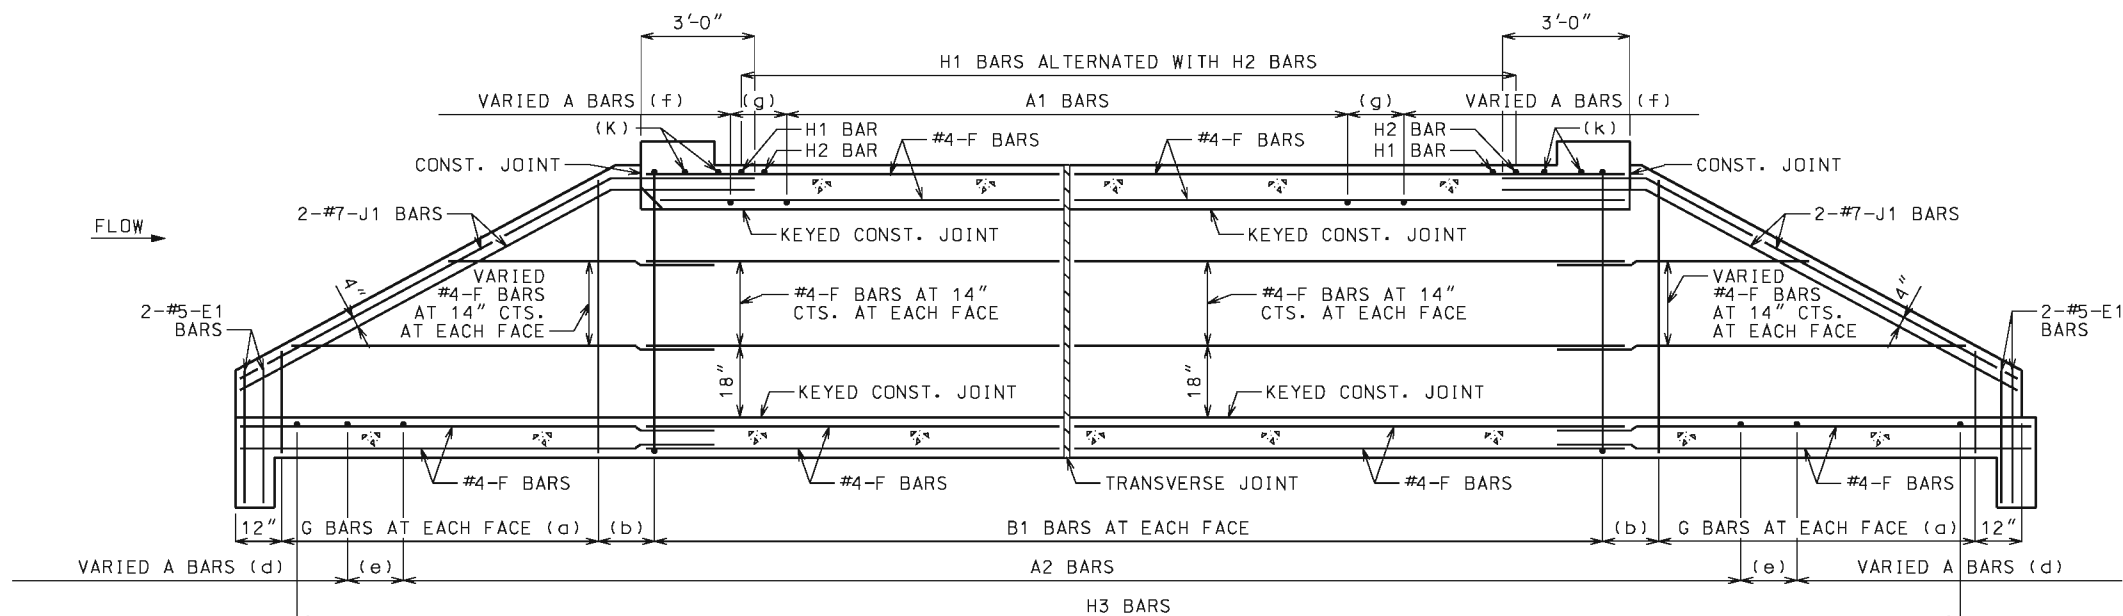 3'-0"
3'-0"
H1 BARS ALTERNATED WITH H2 BARS
VARIED A BARS (f)
(g)
A1 BARS
(g)
VARIED A BARS (f)
(K)
H1 BAR
H2 BAR
#4-F BARS
#4-F BARS
H2 BAR
H1 BAR
(k)
CONST. JOINT
CONST. JOINT
FLOW
2-#7-J1 BARS
KEYED CONST. JOINT
KEYED CONST. JOINT
2-#7-J1 BARS
4"
VARIED
#4-F BARS
AT 14" CTS.
AT EACH FACE
#4-F BARS AT 14"
CTS. AT EACH FACE
#4-F BARS AT 14"
CTS. AT EACH FACE
VARIED
#4-F BARS
AT 14" CTS.
AT EACH FACE
4"
2-#5-E1
BARS
2-#5-E1
BARS
18"
KEYED CONST. JOINT
18"
KEYED CONST. JOINT
#4-F BARS
#4-F BARS
TRANSVERSE JOINT
#4-F BARS
#4-F BARS
12"
G BARS AT EACH FACE (a)
(b)
B1 BARS AT EACH FACE
(b)
G BARS AT EACH FACE (a)
12"
VARIED A BARS (d)
(e)
A2 BARS
(e)
VARIED A BARS (d)
H3 BARS